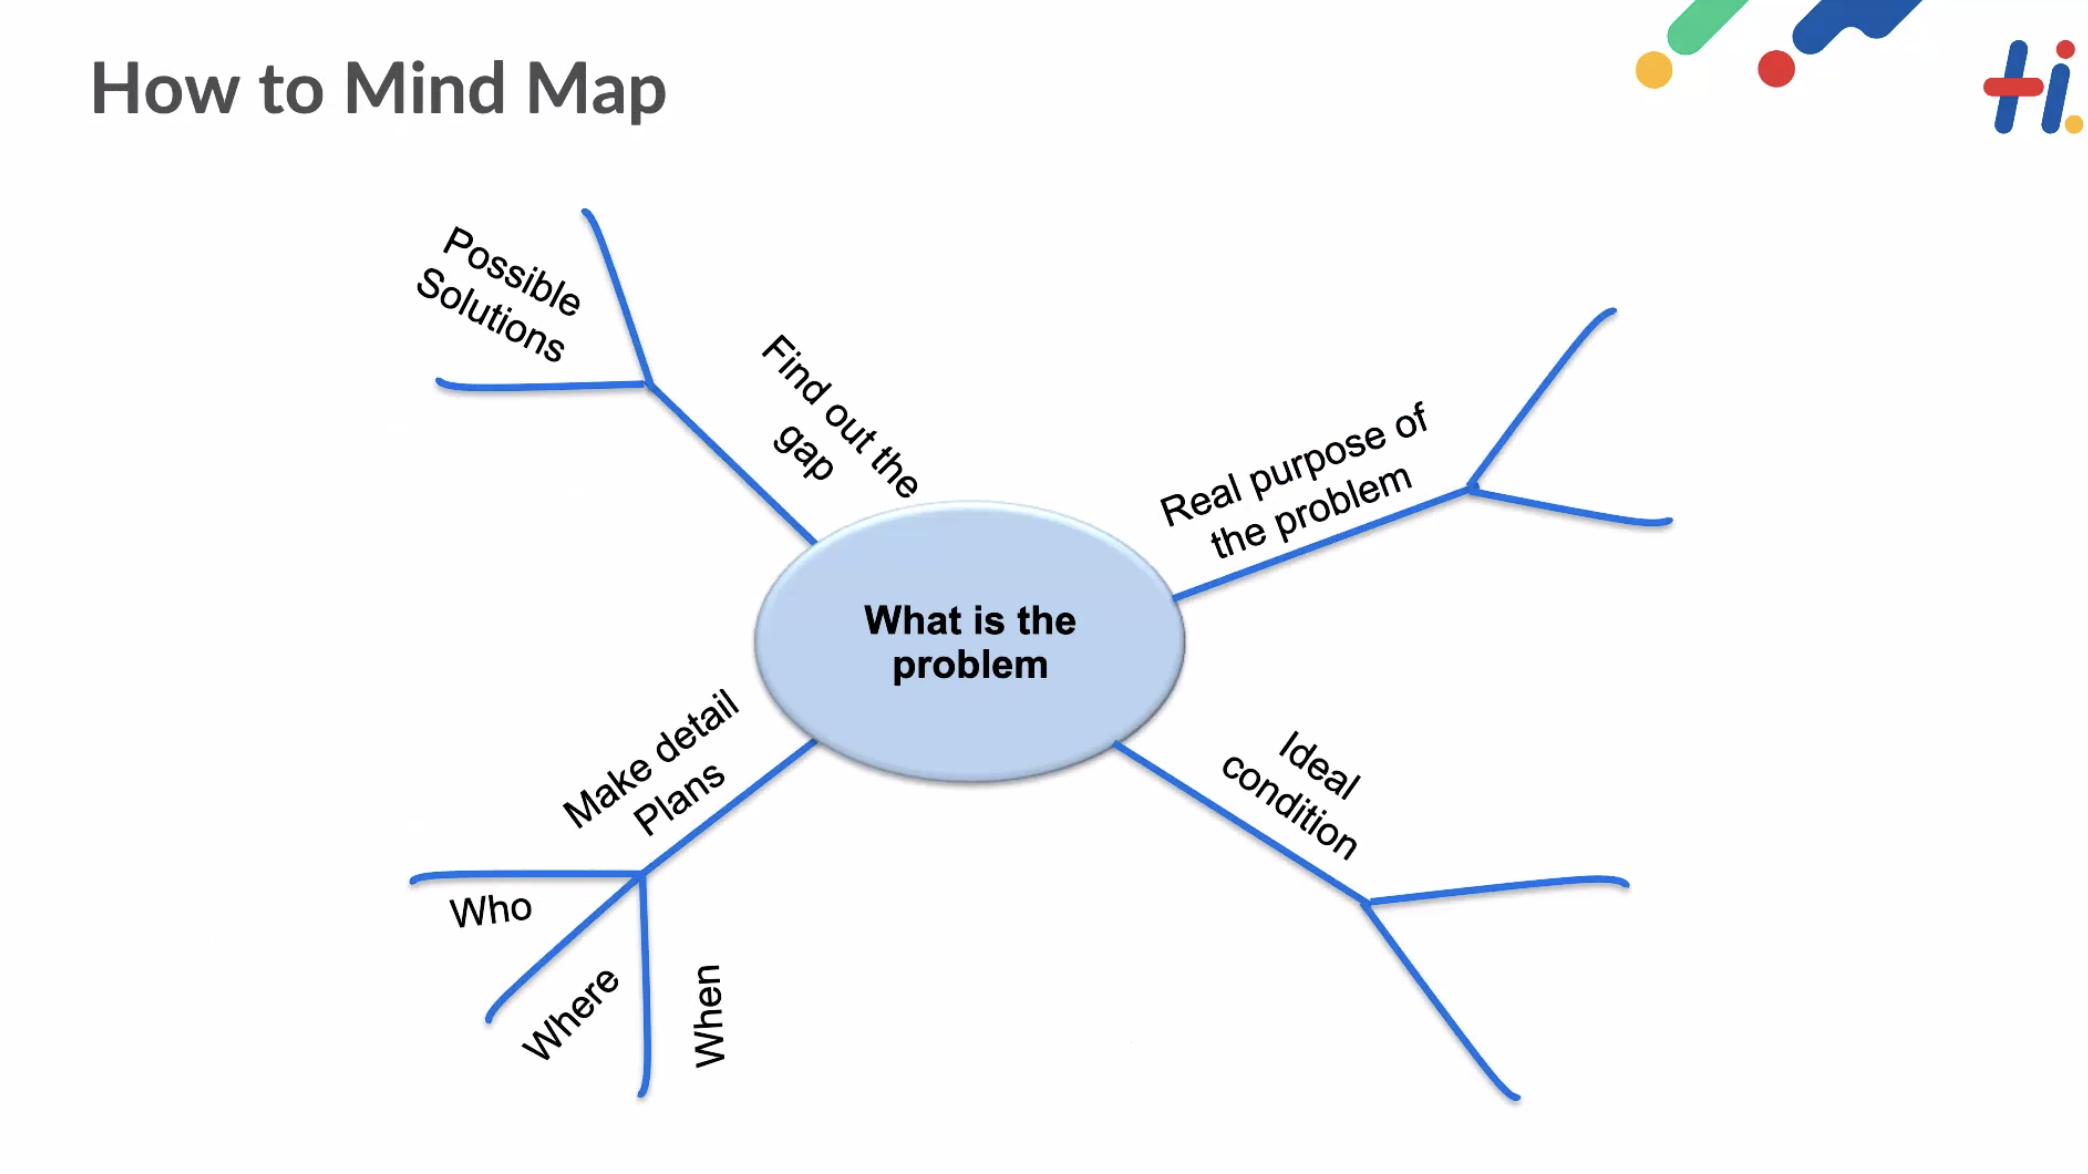 How to Mind Map
Hi.
Possible
Solutions
Find out the
gap
Real purpose of
the problem
What is the
problem
Make detail
Plans
Ideal
condition
Who
Where
When